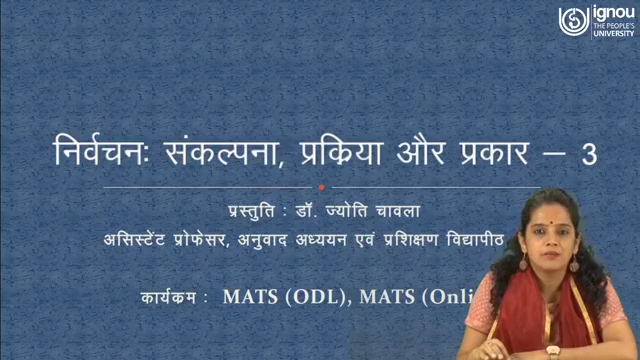 ignou
THE PEOPLE'S
UNIVERSITY
निर्वचनः संकल्पना, प्रक्रिया और प्रकार – 3
प्रस्तुति : डॉ. ज्योति चावला
असिस्टेंट प्रोफेसर, अनुवाद अध्ययन एवं प्रशिक्षण विद्यापीठ
कार्यक्रम : MATS (ODL), MATS (Onli